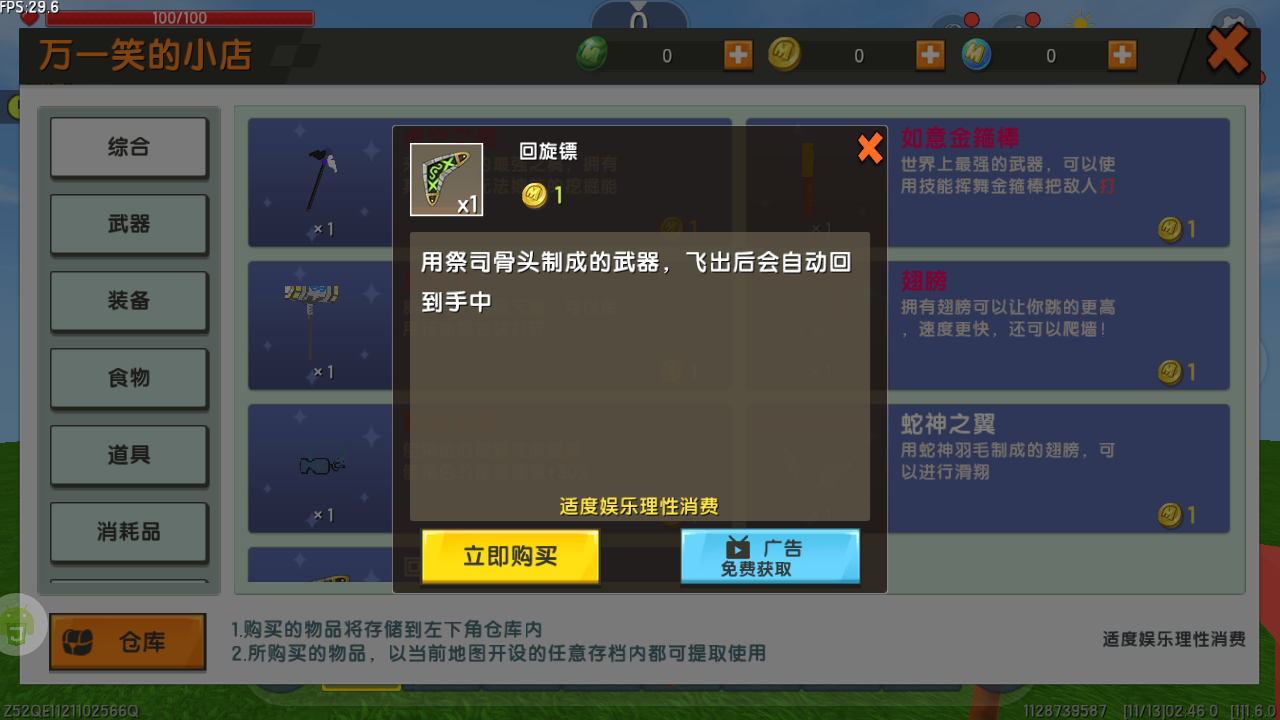 FPS:29.6
100/100
0
万一笑的小店
0
0
0
综合
武器
装备
食物
道具
消耗品
仓库
×1
×1
×1
回旋镖
1
x1
用祭司骨头制成的武器，飞出后会自动回
到手中
适度娱乐理性消费
立即购买
广告
免费获取
如意金箍棒
世界上最强的武器，可以使
用技能挥舞金箍棒把敌人打
1
翅膀
拥有翅膀可以让你跳的更高
，速度更快，还可以爬墙！
1
蛇神之翼
用蛇神羽毛制成的翅膀，可
以进行滑翔
1
1.购买的物品将存储到左下角仓库内
2.所购买的物品，以当前地图开设的任意存档内都可提取使用
适度娱乐理性消费
1128739587 [11/13]02:46 0 [1]1.6.0